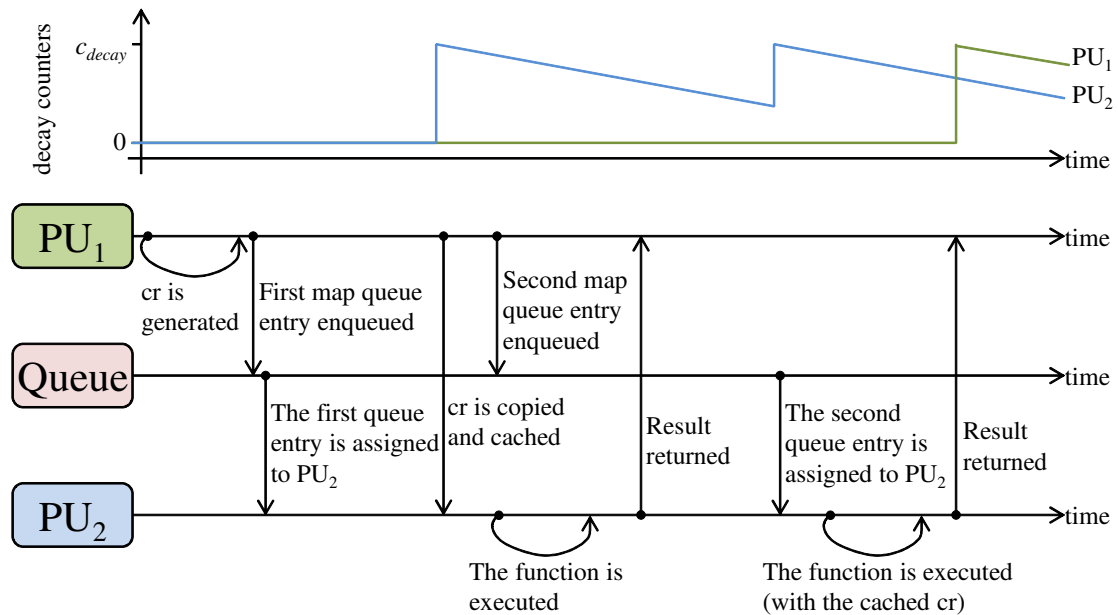 decay counters
c_decay
0
PU₁
PU₂
time
PU₁
time
cr is
generated
First map queue
entry enqueued
Second map
queue entry
enqueued
Queue
time
The first queue
entry is assigned
to PU₂
cr is copied
and cached
Result
returned
The second
queue entry is
assigned to PU₂
Result
returned
PU₂
time
The function is
executed
The function is executed
(with the cached cr)